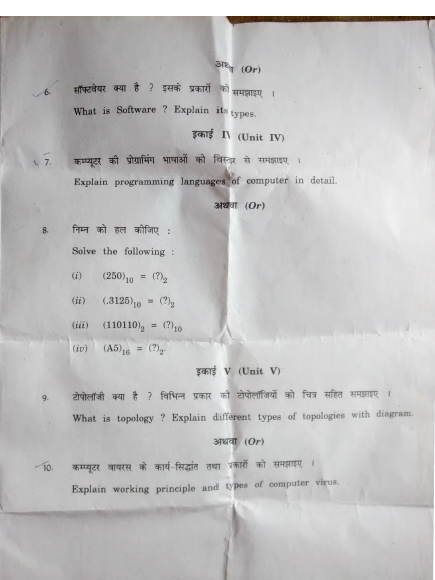 अथवा (Or)
6. सॉफ्टवेयर क्या है ? इसके प्रकारों को समझाइए ।
What is Software ? Explain its types.
इकाई IV (Unit IV)
7. कम्प्यूटर की प्रोग्रामिंग भाषाओं को विस्तार से समझाइए ।
Explain programming languages of computer in detail.
अथवा (Or)
8. निम्न को हल कीजिए :
Solve the following :
(i) (250)₁₀ = (?)₂
(ii) (.3125)₁₀ = (?)₂
(iii) (110110)₂ = (?)₁₀
(iv) (A5)₁₆ = (?)₂.
इकाई V (Unit V)
9. टोपोलॉजी क्या है ? विभिन्न प्रकार की टोपोलॉजियों को चित्र सहित समझाइए ।
What is topology ? Explain different types of topologies with diagram.
अथवा (Or)
10. कम्प्यूटर वायरस के कार्य-सिद्धांत तथा प्रकारों को समझाइए ।
Explain working principle and types of computer virus.